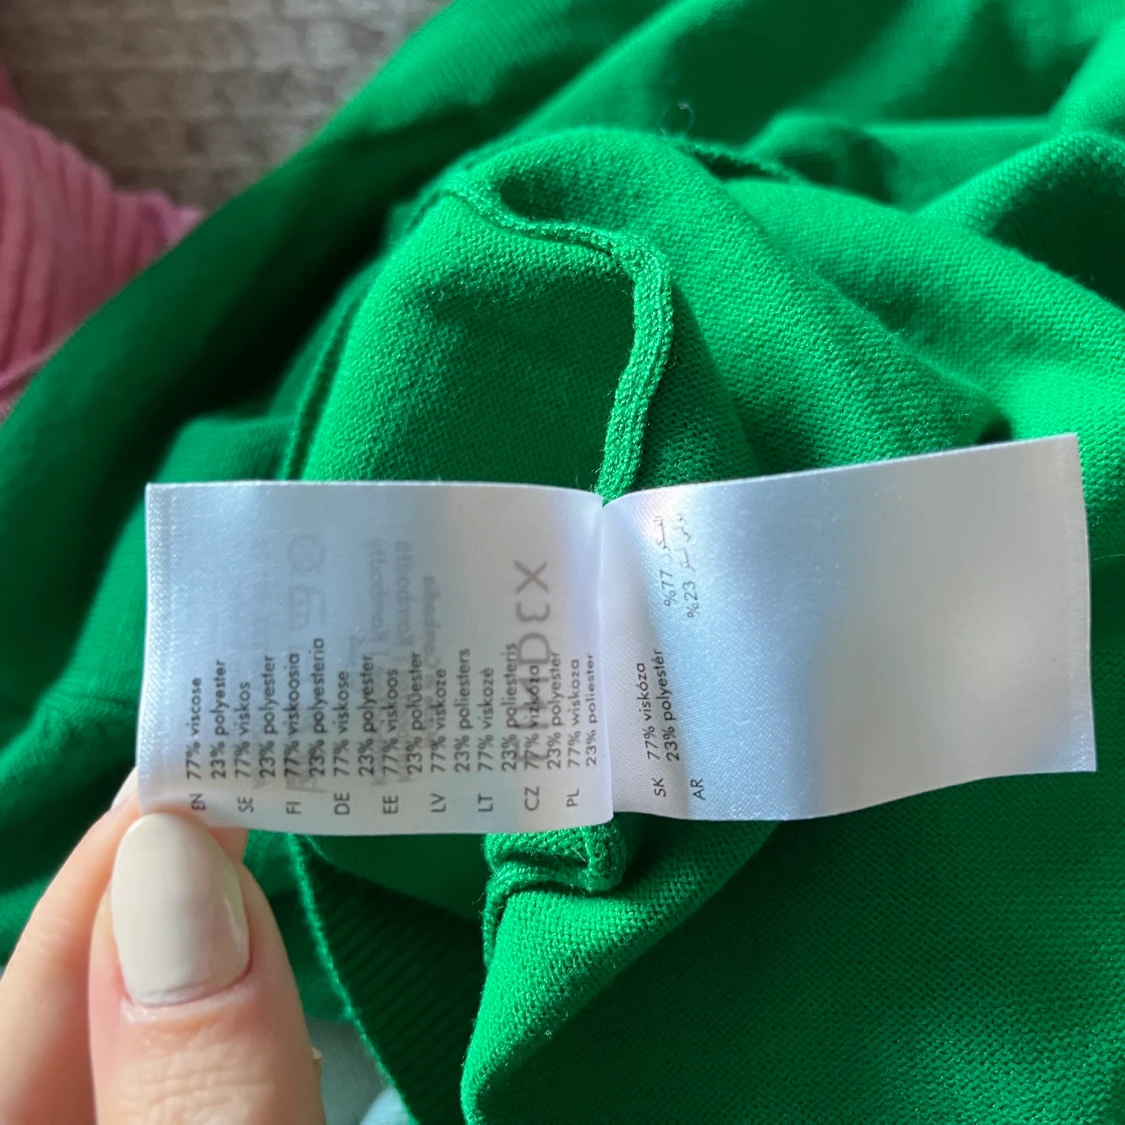 EN 77% viscose
23% polyester
SE 77% viskos
23% polyester
FI 77% viskoosia
23% polyesteria
DE 77% viskose
23% polyester
EE 77% viskoos
23% polüester
LV 77% viskoze
23% poliesters
LT 77% viskozė
23% poliesteris
CZ 77% viskóza
23% polyester
PL 77% wiskoza
23% poliester
SK 77% viskóza
23% polyestér
AR %77
%23